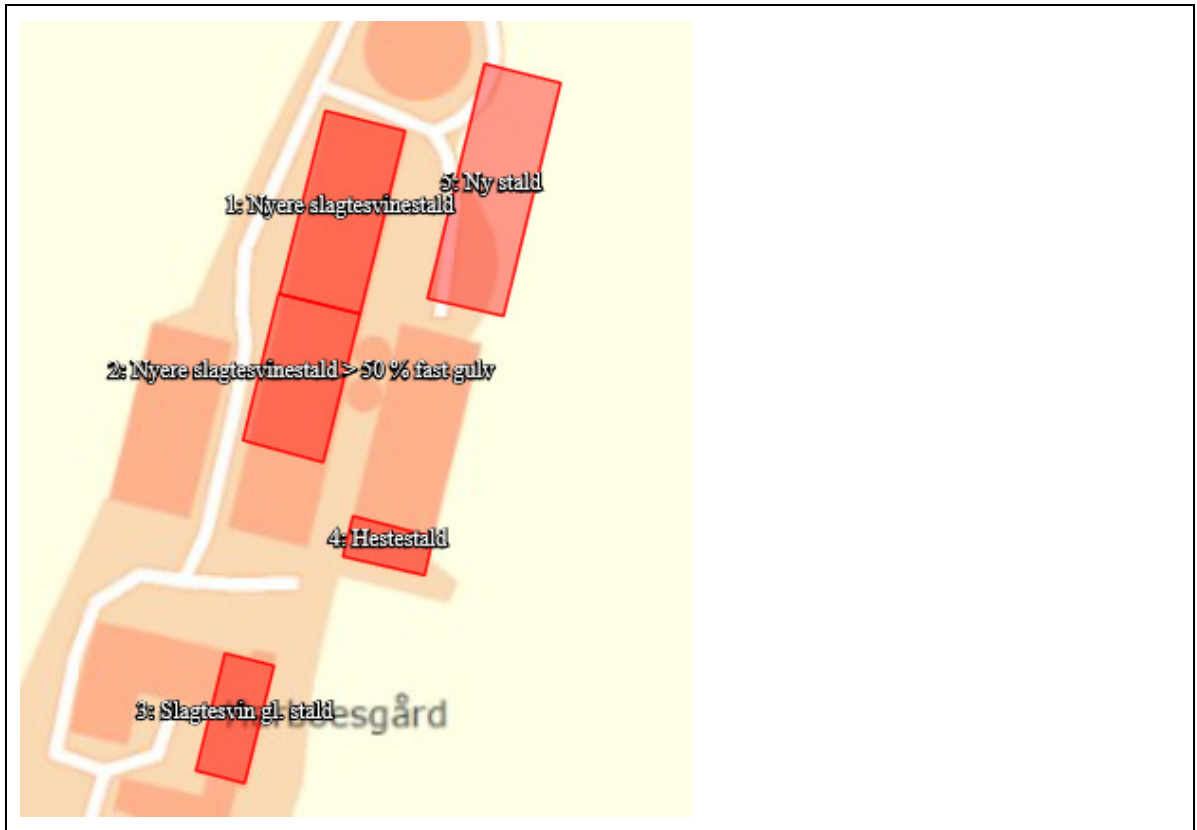 5: Ny stald
1: Nyere slagtesvinestald
2: Nyere slagtesvinestald > 50 % fast gulv
4: Hestestald
3: Slagtesvin gl. stald